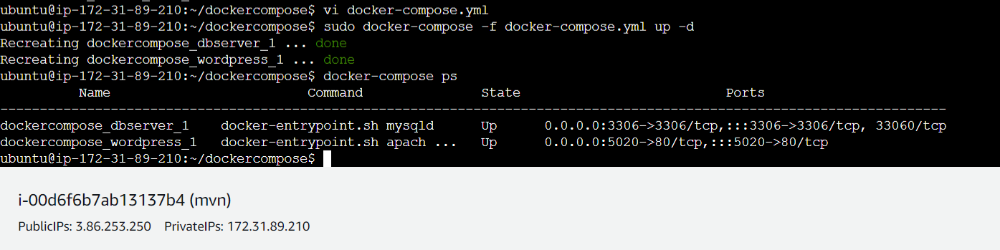 ubuntu@ip-172-31-89-210:~/dockercompose$ vi docker-compose.yml
ubuntu@ip-172-31-89-210:~/dockercompose$ sudo docker-compose -f docker-compose.yml up -d
Recreating dockercompose_dbserver_1 ... done
Recreating dockercompose_wordpress_1 ... done
ubuntu@ip-172-31-89-210:~/dockercompose$ docker-compose ps
Name Command State Ports
------------------------------------------------------------------------------------------------------------------------
dockercompose_dbserver_1 docker-entrypoint.sh mysqld Up 0.0.0.0:3306->3306/tcp,:::3306->3306/tcp, 33060/tcp
dockercompose_wordpress_1 docker-entrypoint.sh apach ... Up 0.0.0.0:5020->80/tcp,:::5020->80/tcp
ubuntu@ip-172-31-89-210:~/dockercompose$
i-00d6f6b7ab13137b4 (mvn)
PublicIPs: 3.86.253.250 PrivateIPs: 172.31.89.210